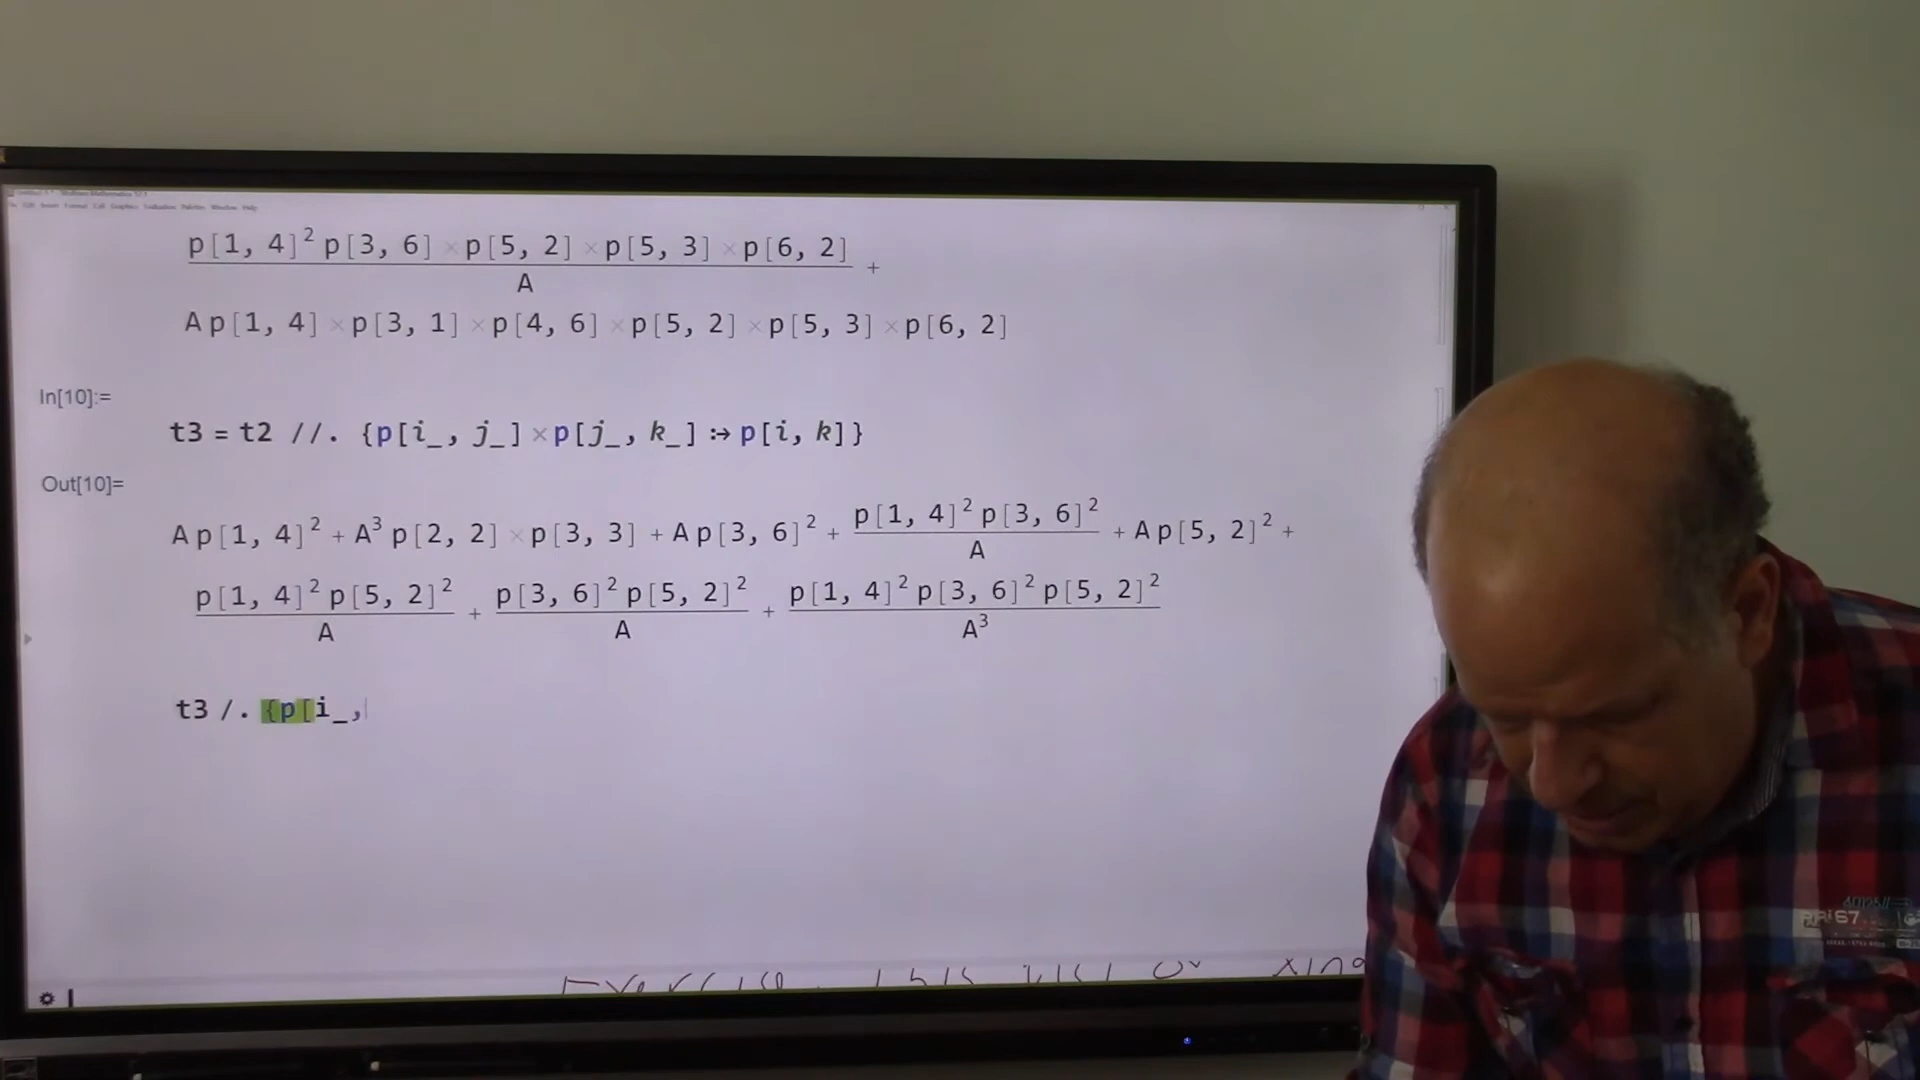 p[1, 4]² p[3, 6] × p[5, 2] × p[5, 3] × p[6, 2]
A
+
A p[1, 4] × p[3, 1] × p[4, 6] × p[5, 2] × p[5, 3] × p[6, 2]
In[10]:=
t3 = t2 //. {p[i_, j_] × p[j_, k_] :→ p[i, k]}
Out[10]=
A p[1, 4]² + A³ p[2, 2] × p[3, 3] + A p[3, 6]² + p[1, 4]² p[3, 6]² / A + A p[5, 2]² +
p[1, 4]² p[5, 2]² / A + p[3, 6]² p[5, 2]² / A + p[1, 4]² p[3, 6]² p[5, 2]² / A³
t3 /. {p[i_,